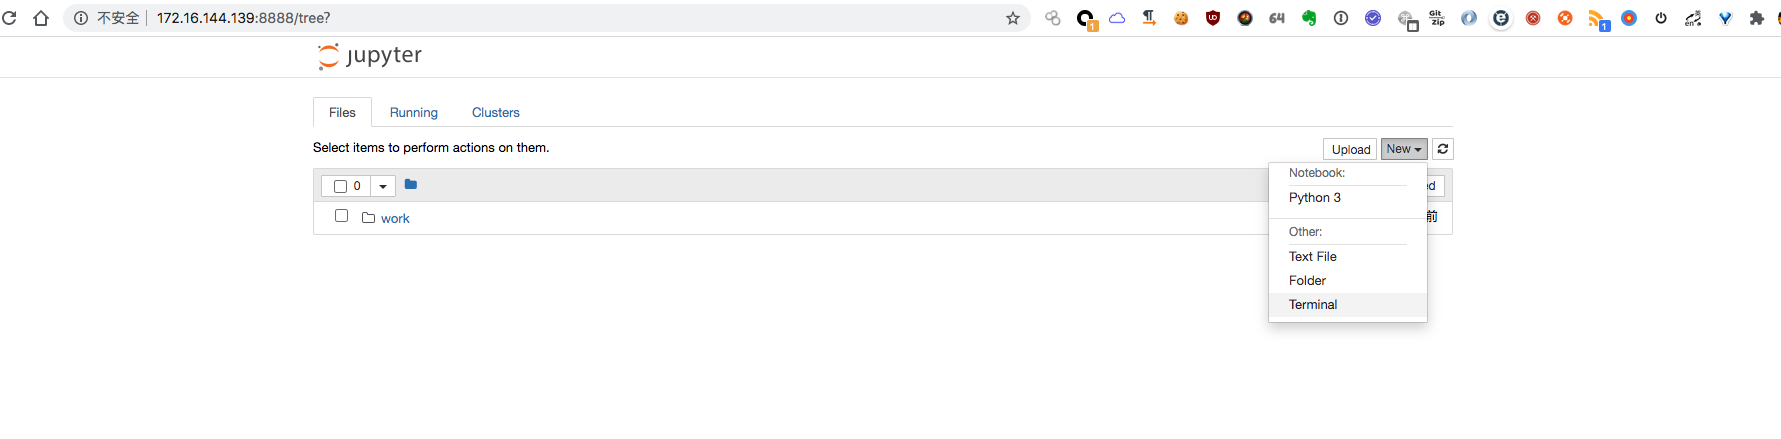 不安全 172.16.144.139:8888/tree?
jupyter
Files Running Clusters
Select items to perform actions on them.
Upload New
0
Notebook:
ed
Python 3
work
前
Other:
Text File
Folder
Terminal